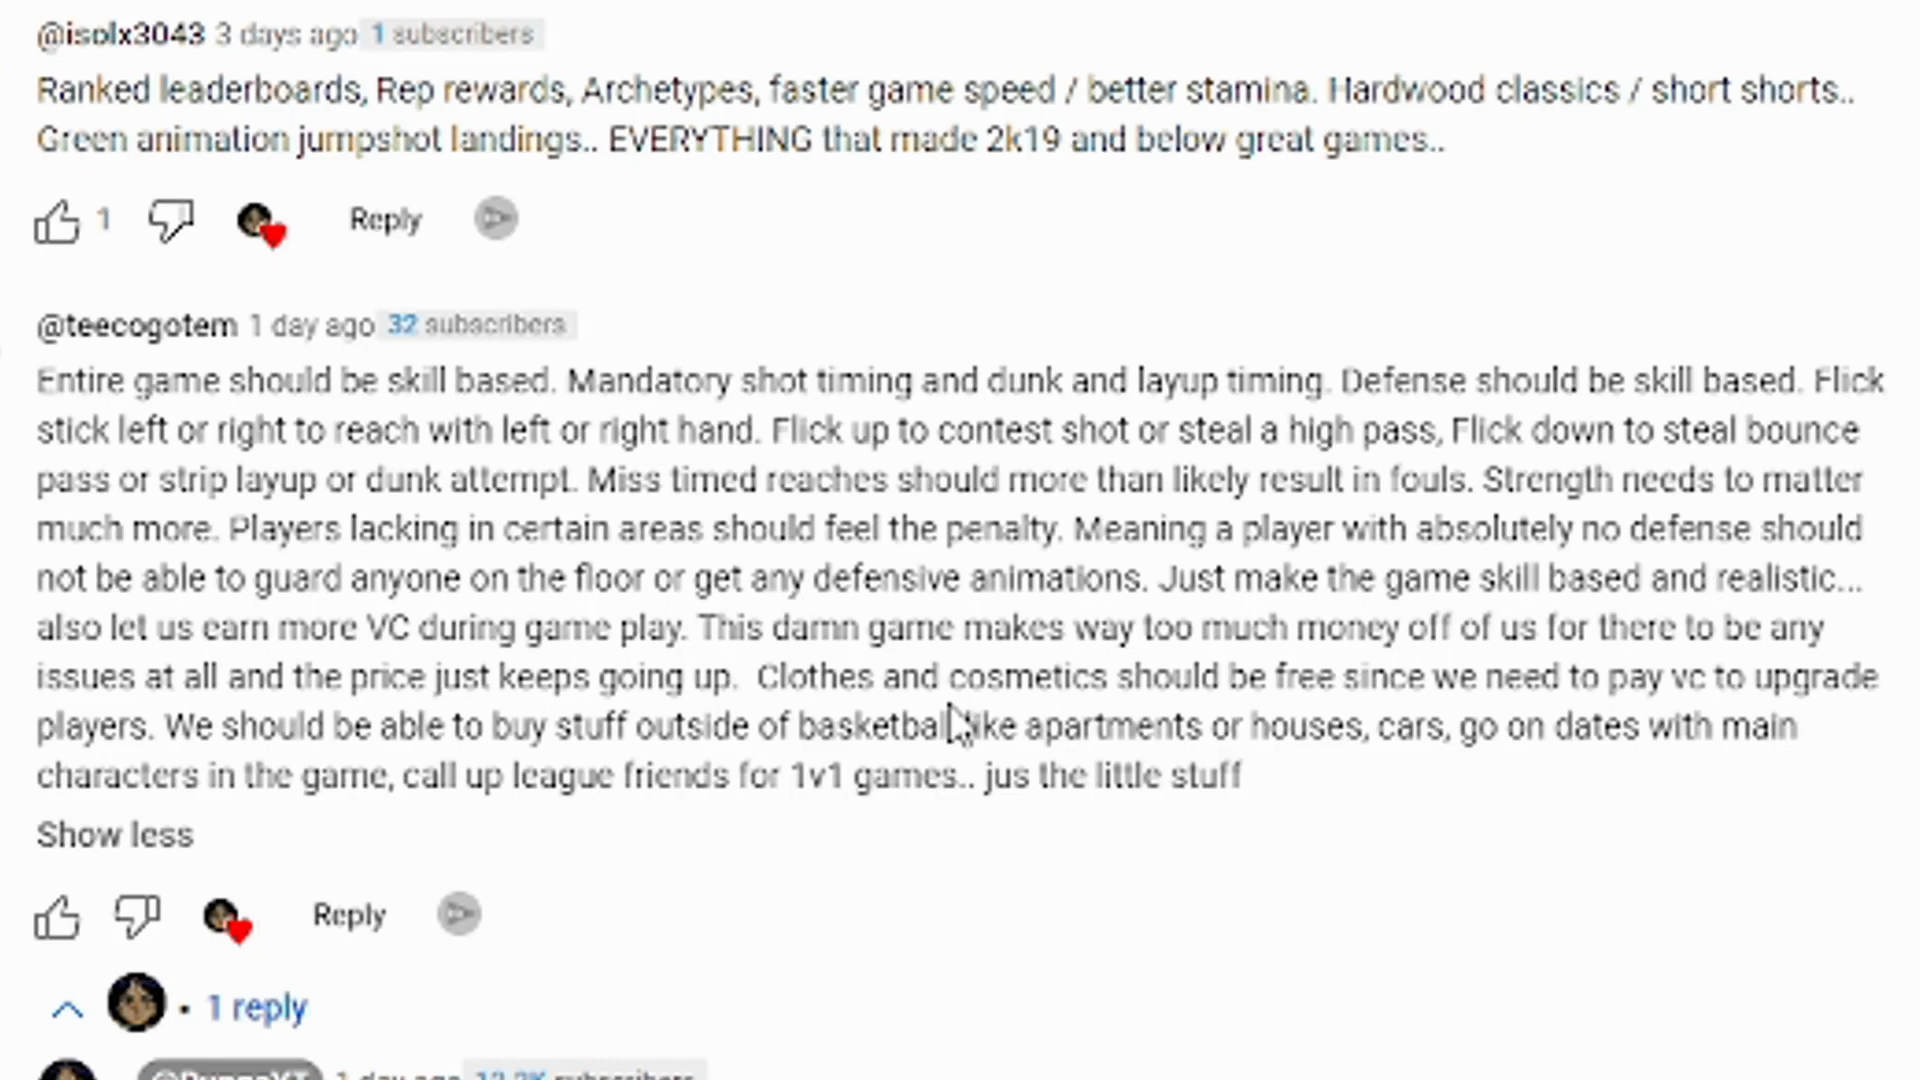 @isolx3043 3 days ago 1 subscribers
Ranked leaderboards, Rep rewards, Archetypes, faster game speed / better stamina. Hardwood classics / short shorts..
Green animation jumpshot landings.. EVERYTHING that made 2k19 and below great games..
1 Reply
@teecogotem 1 day ago 32 subscribers
Entire game should be skill based. Mandatory shot timing and dunk and layup timing. Defense should be skill based. Flick
stick left or right to reach with left or right hand. Flick up to contest shot or steal a high pass, Flick down to steal bounce
pass or strip layup or dunk attempt. Miss timed reaches should more than likely result in fouls. Strength needs to matter
much more. Players lacking in certain areas should feel the penalty. Meaning a player with absolutely no defense should
not be able to guard anyone on the floor or get any defensive animations. Just make the game skill based and realistic...
also let us earn more VC during game play. This damn game makes way too much money off of us for there to be any
issues at all and the price just keeps going up. Clothes and cosmetics should be free since we need to pay vc to upgrade
players. We should be able to buy stuff outside of basketball like apartments or houses, cars, go on dates with main
characters in the game, call up league friends for 1v1 games.. jus the little stuff
Show less
Reply
• 1 reply
1 day ago subscribers